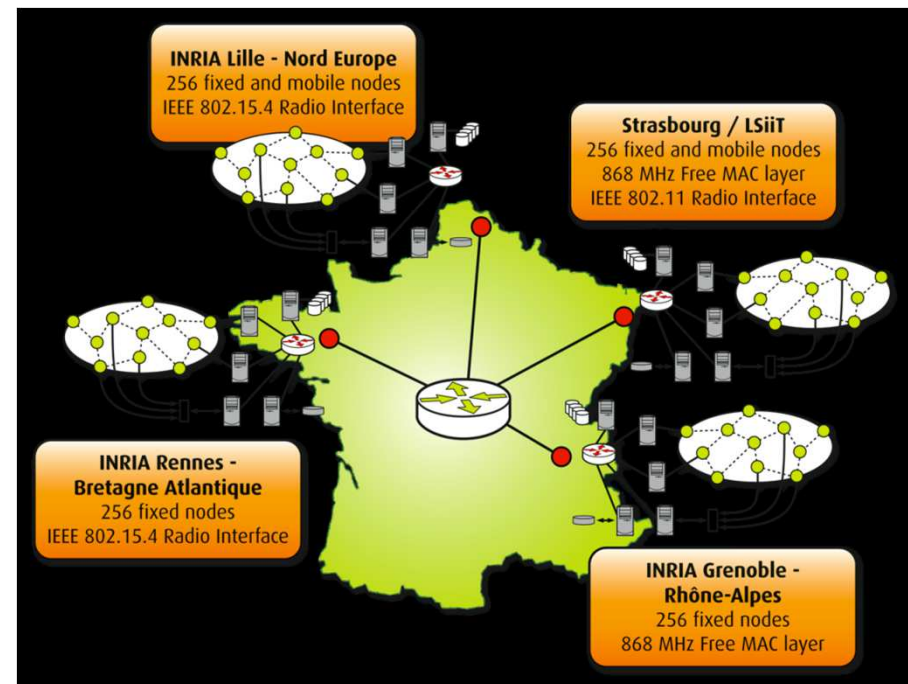 INRIA Lille - Nord Europe
256 fixed and mobile nodes
IEEE 802.15.4 Radio Interface
Strasbourg / LSiiT
256 fixed and mobile nodes
868 MHz Free MAC layer
IEEE 802.11 Radio Interface
INRIA Rennes -
Bretagne Atlantique
256 fixed nodes
IEEE 802.15.4 Radio Interface
INRIA Grenoble -
Rhône-Alpes
256 fixed nodes
868 MHz Free MAC layer